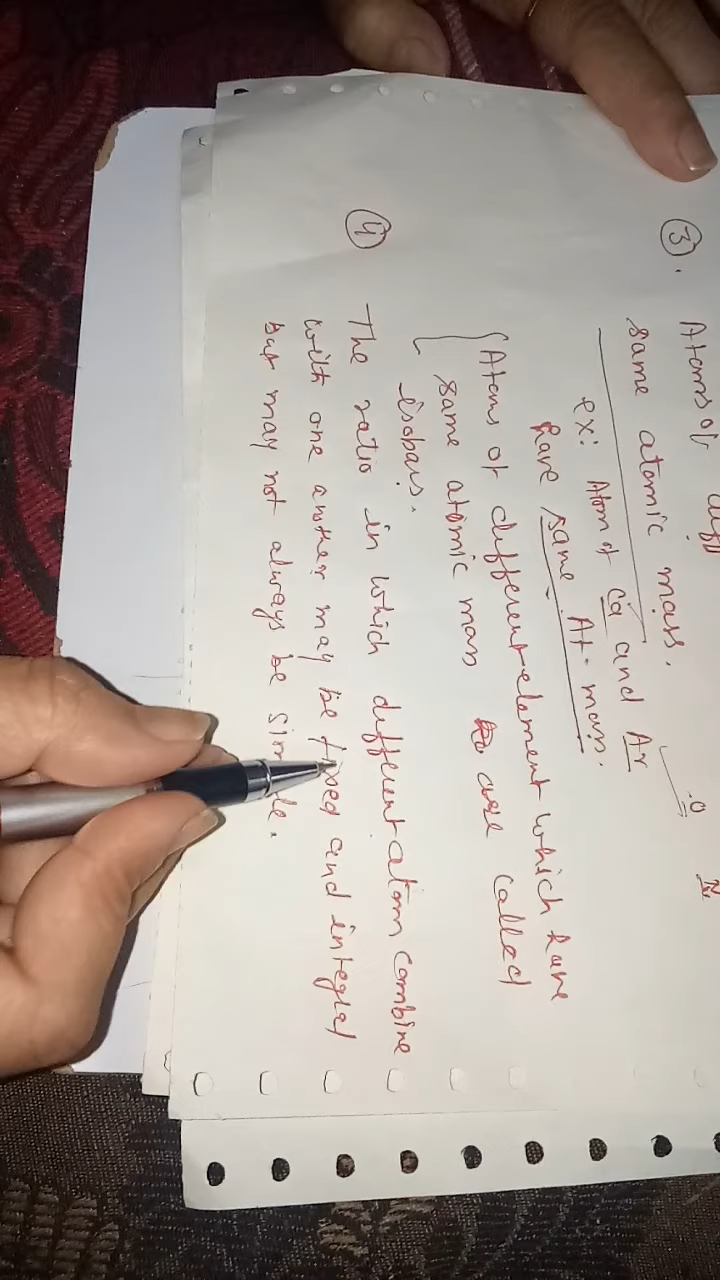 ③. Atoms of diff
same atomic mass.
ex: Atom of Ca and Ar
have same At. mass.
{Atoms of different element which have
same atomic mass are called
isobars.
④ The ratio in which different atom combine
with one another may be fixed and integral
but may not always be simple.